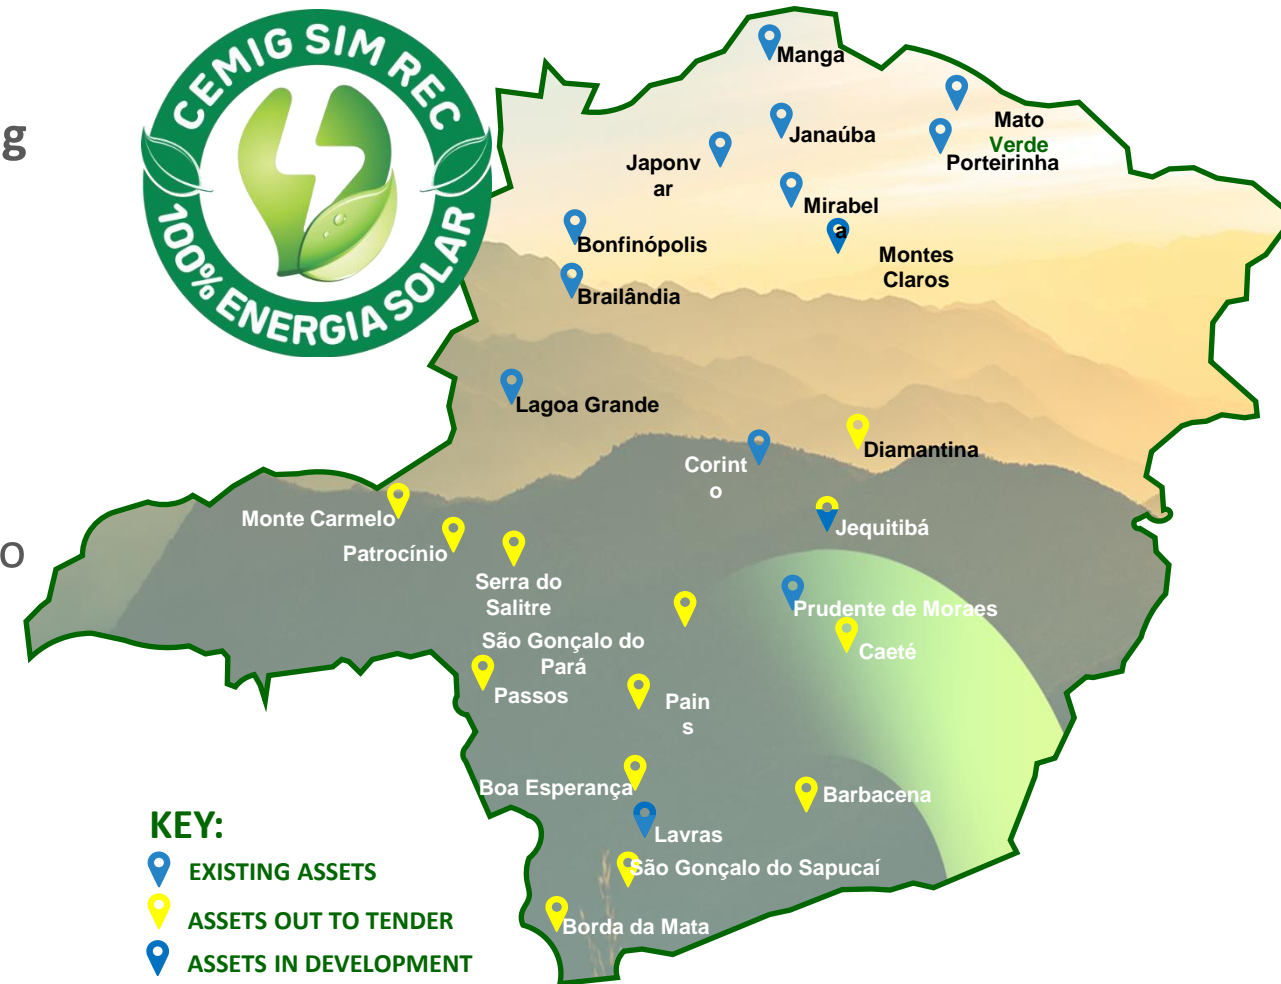 g
CEMIG SIM REC
100% ENERGIA SOLAR
Manga
Mato
Verde
Janaúba
Porteirinha
Japonv
ar
Mirabel
a
Bonfinópolis
Montes
Claros
Brailândia
Lagoa Grande
Diamantina
Corint
o
Monte Carmelo
Jequitibá
Patrocínio
O
Serra do
Salitre
Prudente de Moraes
São Gonçalo do
Pará
Caeté
Passos
Pain
s
Boa Esperança
Barbacena
Lavras
São Gonçalo do Sapucaí
Borda da Mata
KEY:
EXISTING ASSETS
ASSETS OUT TO TENDER
ASSETS IN DEVELOPMENT